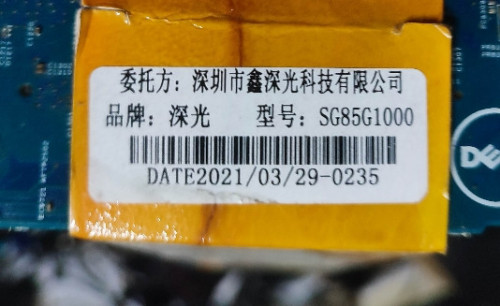 委托方：深圳市鑫深光科技有限公司
品牌：深光 型号：SG85G1000
DATE2021/03/29-0235
DELL